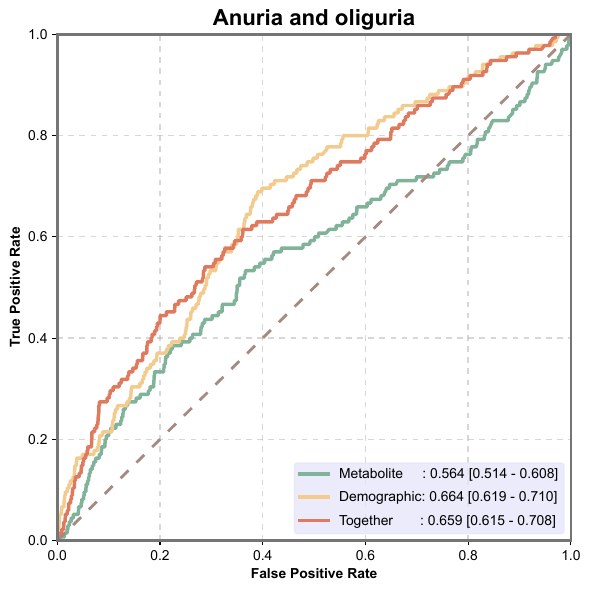 Anuria and oliguria
True Positive Rate
1.0
0.8
0.6
0.4
0.2
0.0
Metabolite : 0.564 [0.514 - 0.608]
Demographic: 0.664 [0.619 - 0.710]
Together : 0.659 [0.615 - 0.708]
0.0 0.2 0.4 0.6 0.8 1.0
False Positive Rate